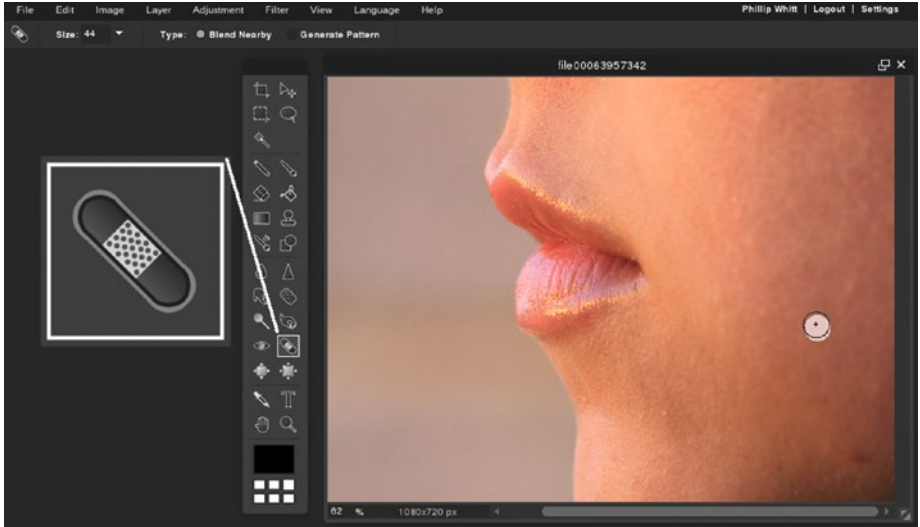 File Edit Image Layer Adjustment Filter View Language Help Phillip Whitt | Logout | Settings
Size: 44 Type: Blend Nearby Generate Pattern
file00063957342
62 % 1080x720 px